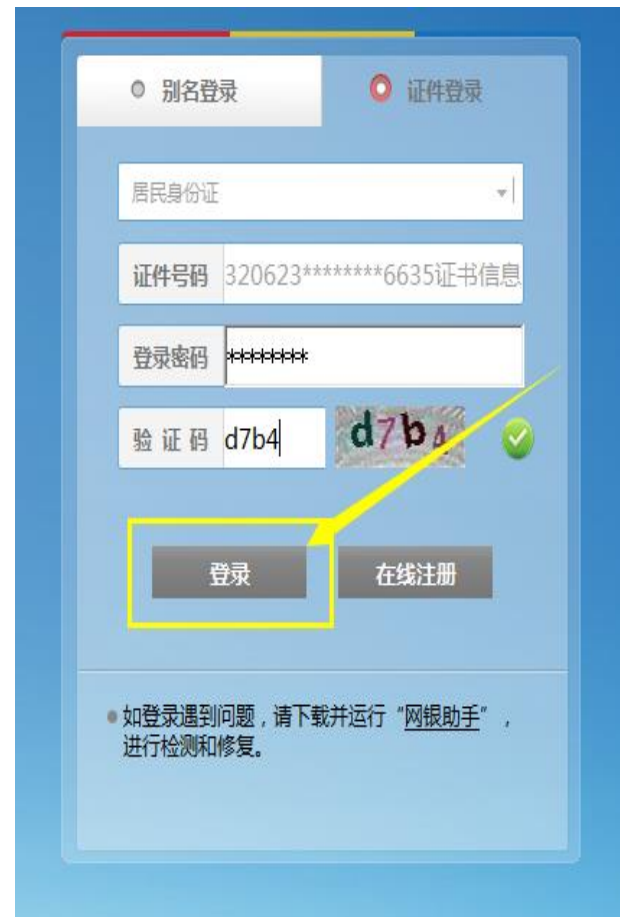 别名登录 证件登录
居民身份证
证件号码 320623********6635证书信息
登录密码 ********
验证码 d7b4 d7b4
登录 在线注册
如登录遇到问题，请下载并运行“网银助手”，
进行检测和修复。